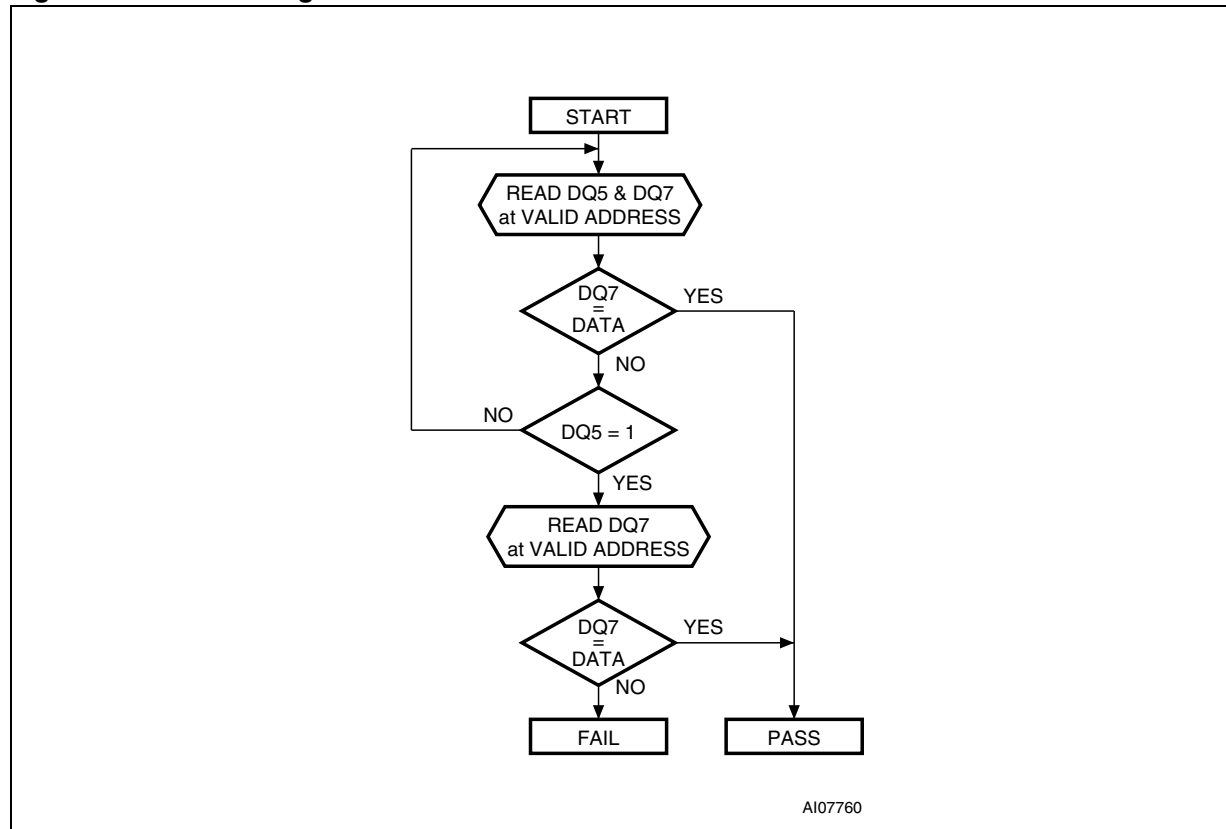 START
READ DQ5 & DQ7
at VALID ADDRESS
DQ7
=
DATA
YES
NO
NO
DQ5 = 1
YES
READ DQ7
at VALID ADDRESS
DQ7
=
DATA
YES
NO
FAIL
PASS
AI07760